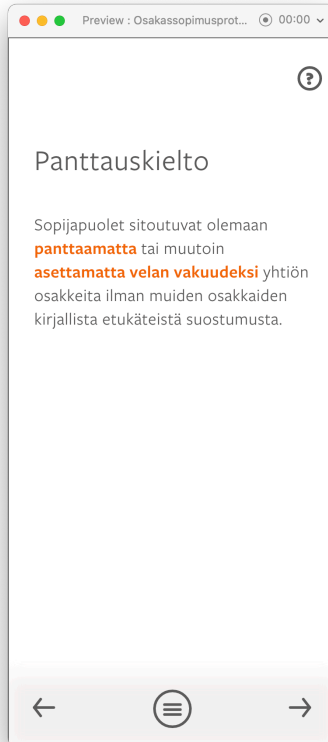 Preview : Osakassopimusprot...
00:00
?
Panttauskielto
Sopijapuolet sitoutuvat olemaan
panttaamatta tai muutoin
asettamatta velan vakuudeksi yhtiön
osakkeita ilman muiden osakkaiden
kirjallista etukäteistä suostumusta.